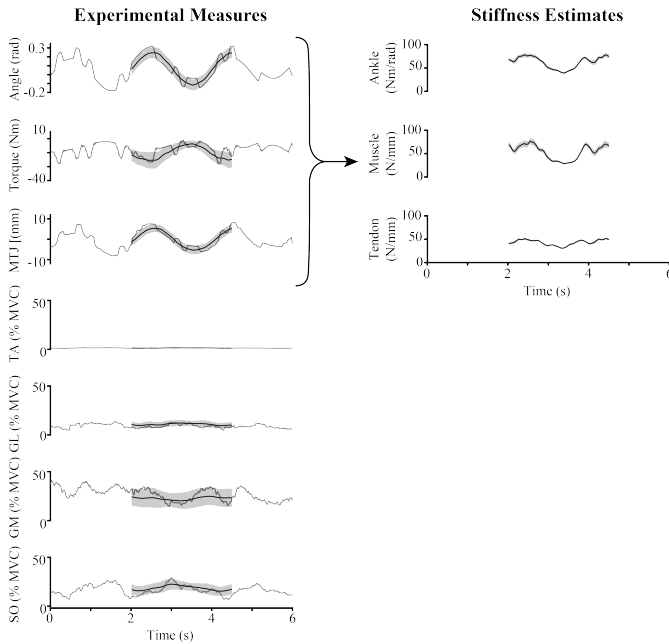 Experimental Measures
Stiffness Estimates
Angle (rad)
0.3
-0.2
Torque (Nm)
10
-40
MTJ [(mm)
10
-10
TA (% MVC)
50
0
GL (% MVC)
50
0
GM (% MVC)
50
0
SO (% MVC)
50
0
0 2 4 6
Time (s)
Ankle
(Nm/rad)
100
50
0
Muscle
(N/mm)
100
50
0
Tendon
(N/mm)
100
50
0
0 2 4 6
Time (s)